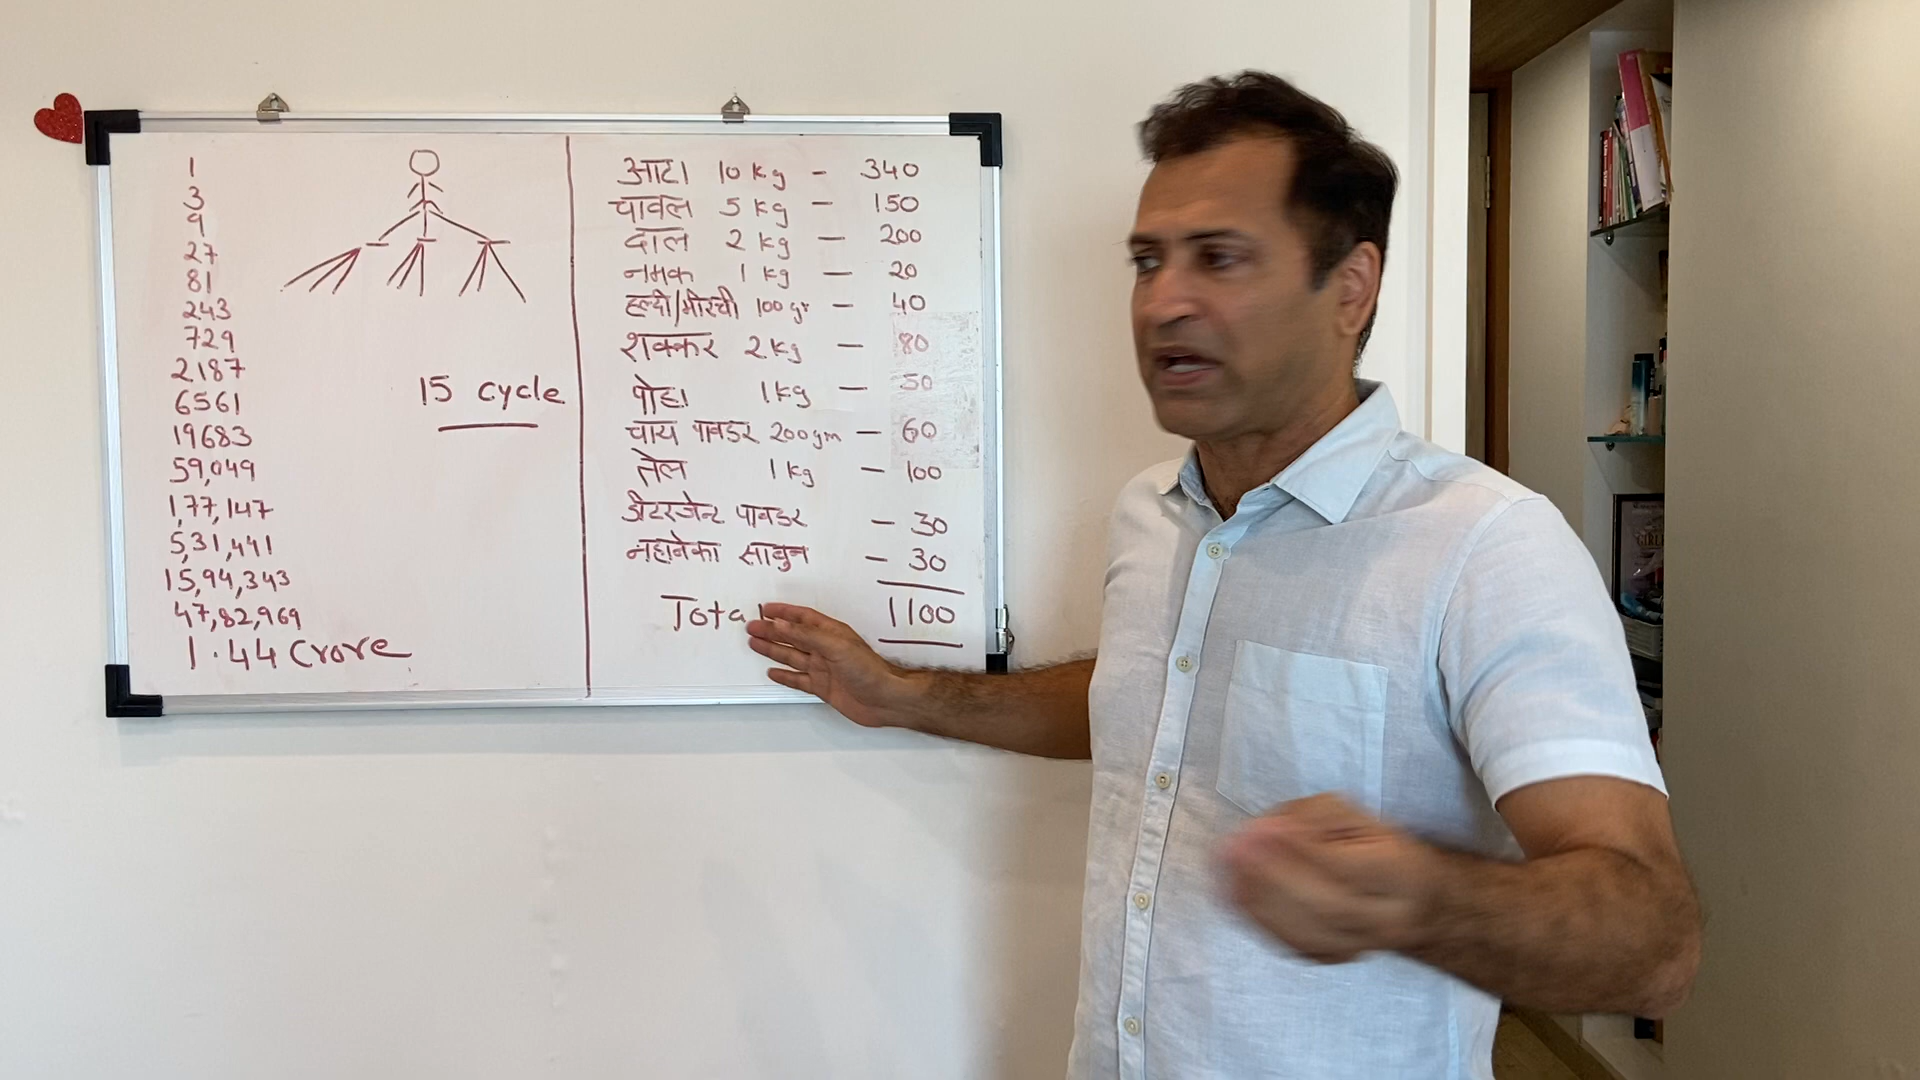 1
3
9
27
81
243
729
2187
6561
19683
59,049
1,77,147
5,31,441
15,94,343
47,82,969
1.44 Crore
15 cycle
आटा 10 kg - 340
चावल 5 kg - 150
दाल 2 kg - 200
नमक 1 kg - 20
हल्दी/मीरची 100 gr - 40
शक्कर 2 kg - 80
पोहा 1 kg - 50
चाय पावडर 200 gm - 60
तेल 1 kg - 100
डीटरजेन्ट पावडर - 30
नहानेका साबुन - 30
Total 1100